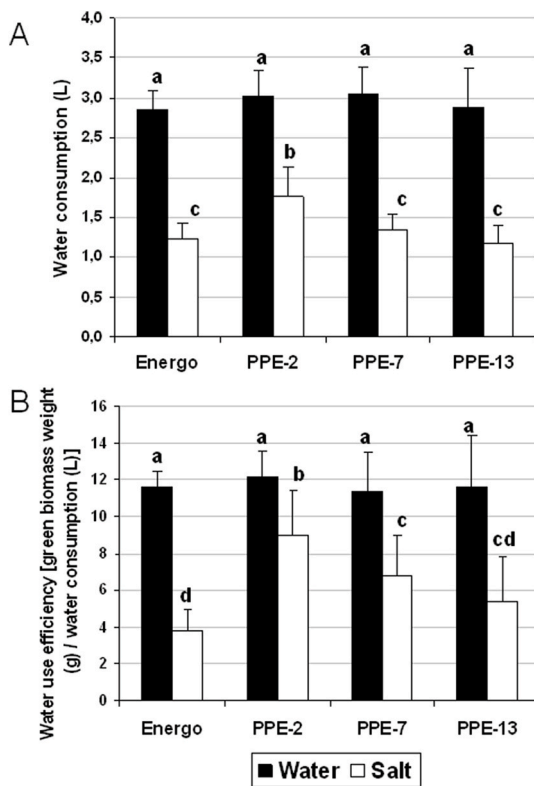 A
Water consumption (L)
4,0
3,5
3,0
2,5
2,0
1,5
1,0
0,5
0,0
a
c
a
b
a
c
a
c
Energo PPE-2 PPE-7 PPE-13
B
Water use efficiency [green biomass weight
(g) / water consumption (L)]
16
14
12
10
8
6
4
2
0
a
d
a
b
a
c
a
cd
Energo PPE-2 PPE-7 PPE-13
Water Salt